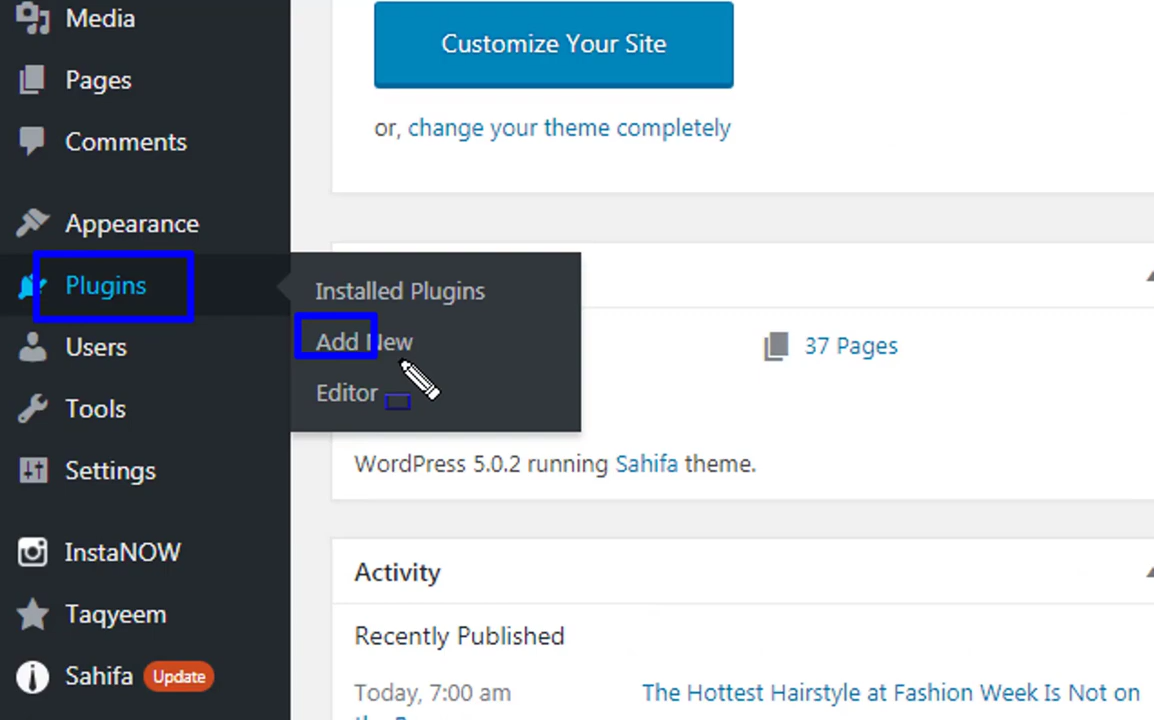 Media
Pages
Comments
Appearance
Plugins
Users
Tools
Settings
InstaNOW
Taqyeem
Sahifa Update
Installed Plugins
Add New
Editor
Customize Your Site
or, change your theme completely
37 Pages
WordPress 5.0.2 running Sahifa theme.
Activity
Recently Published
Today, 7:00 am The Hottest Hairstyle at Fashion Week Is Not on
the